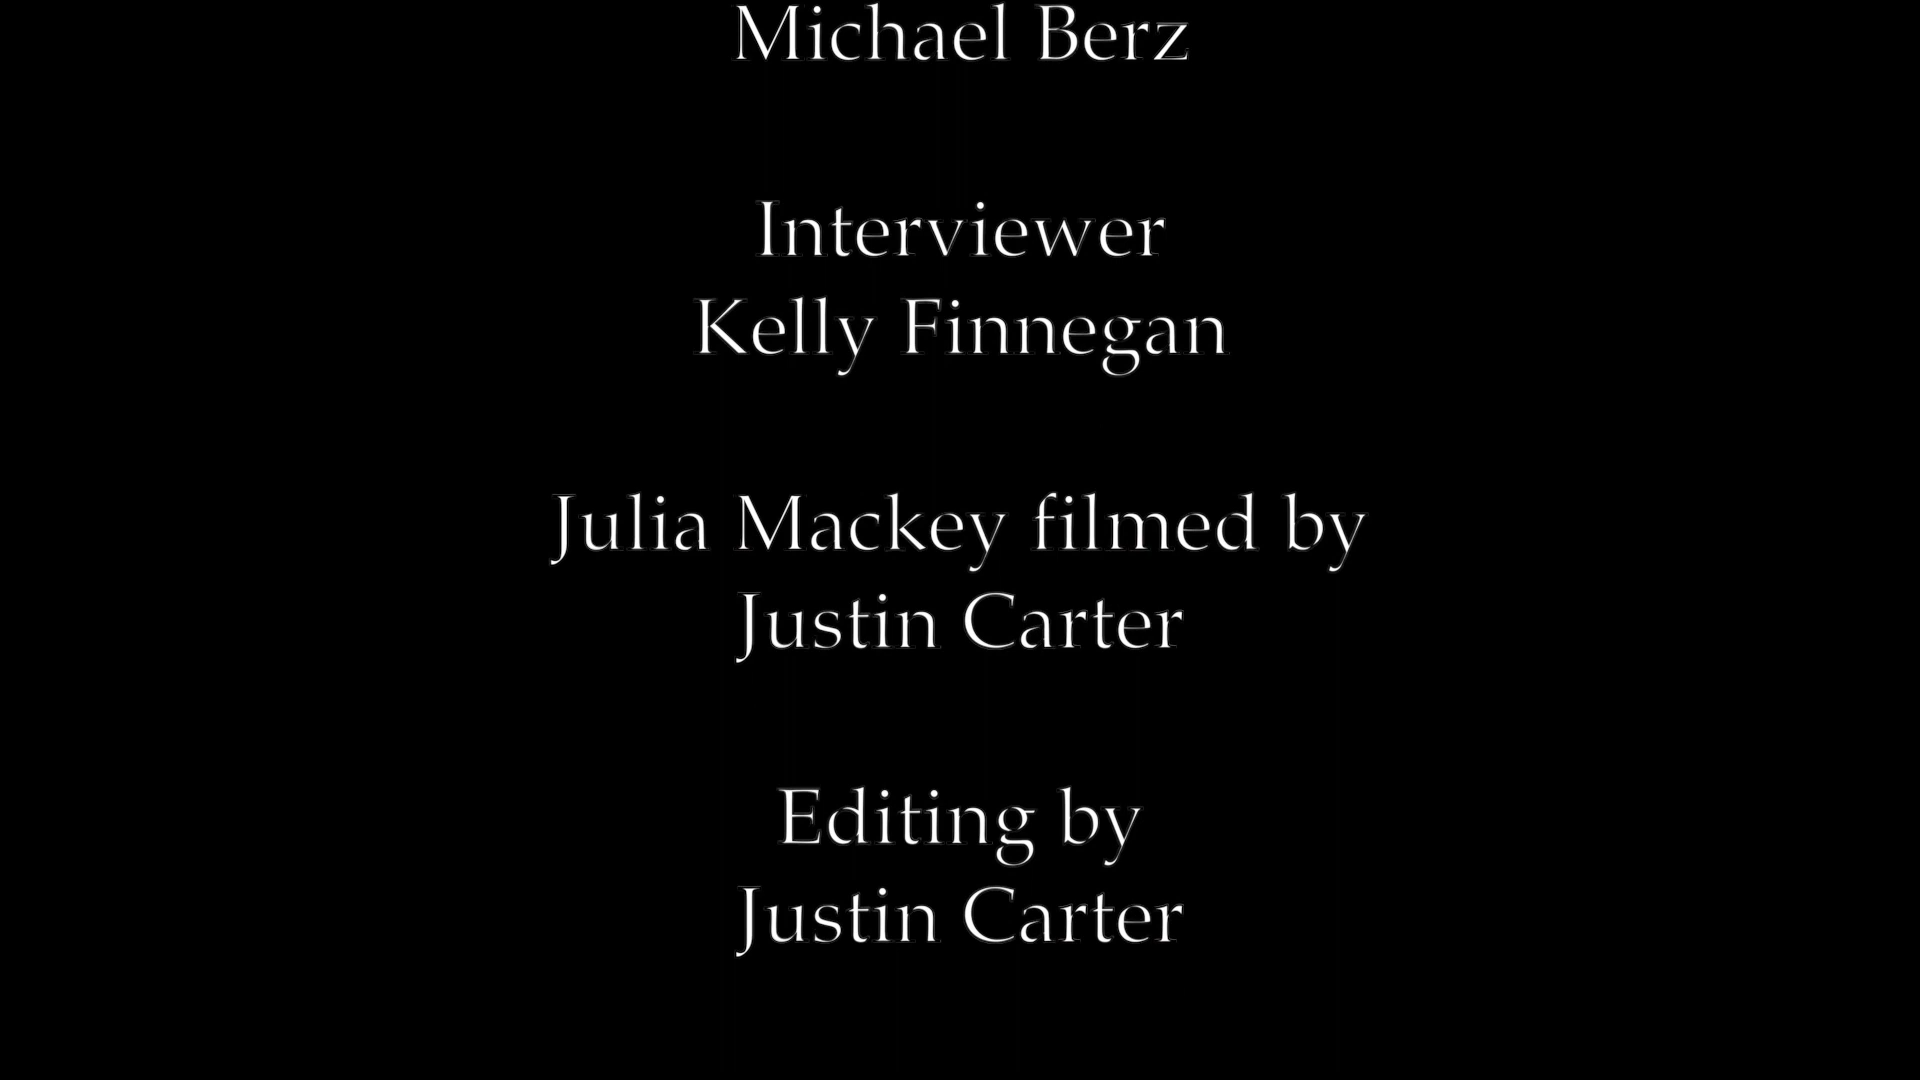 Michael Berz
Interviewer
Kelly Finnegan
Julia Mackey filmed by
Justin Carter
Editing by
Justin Carter